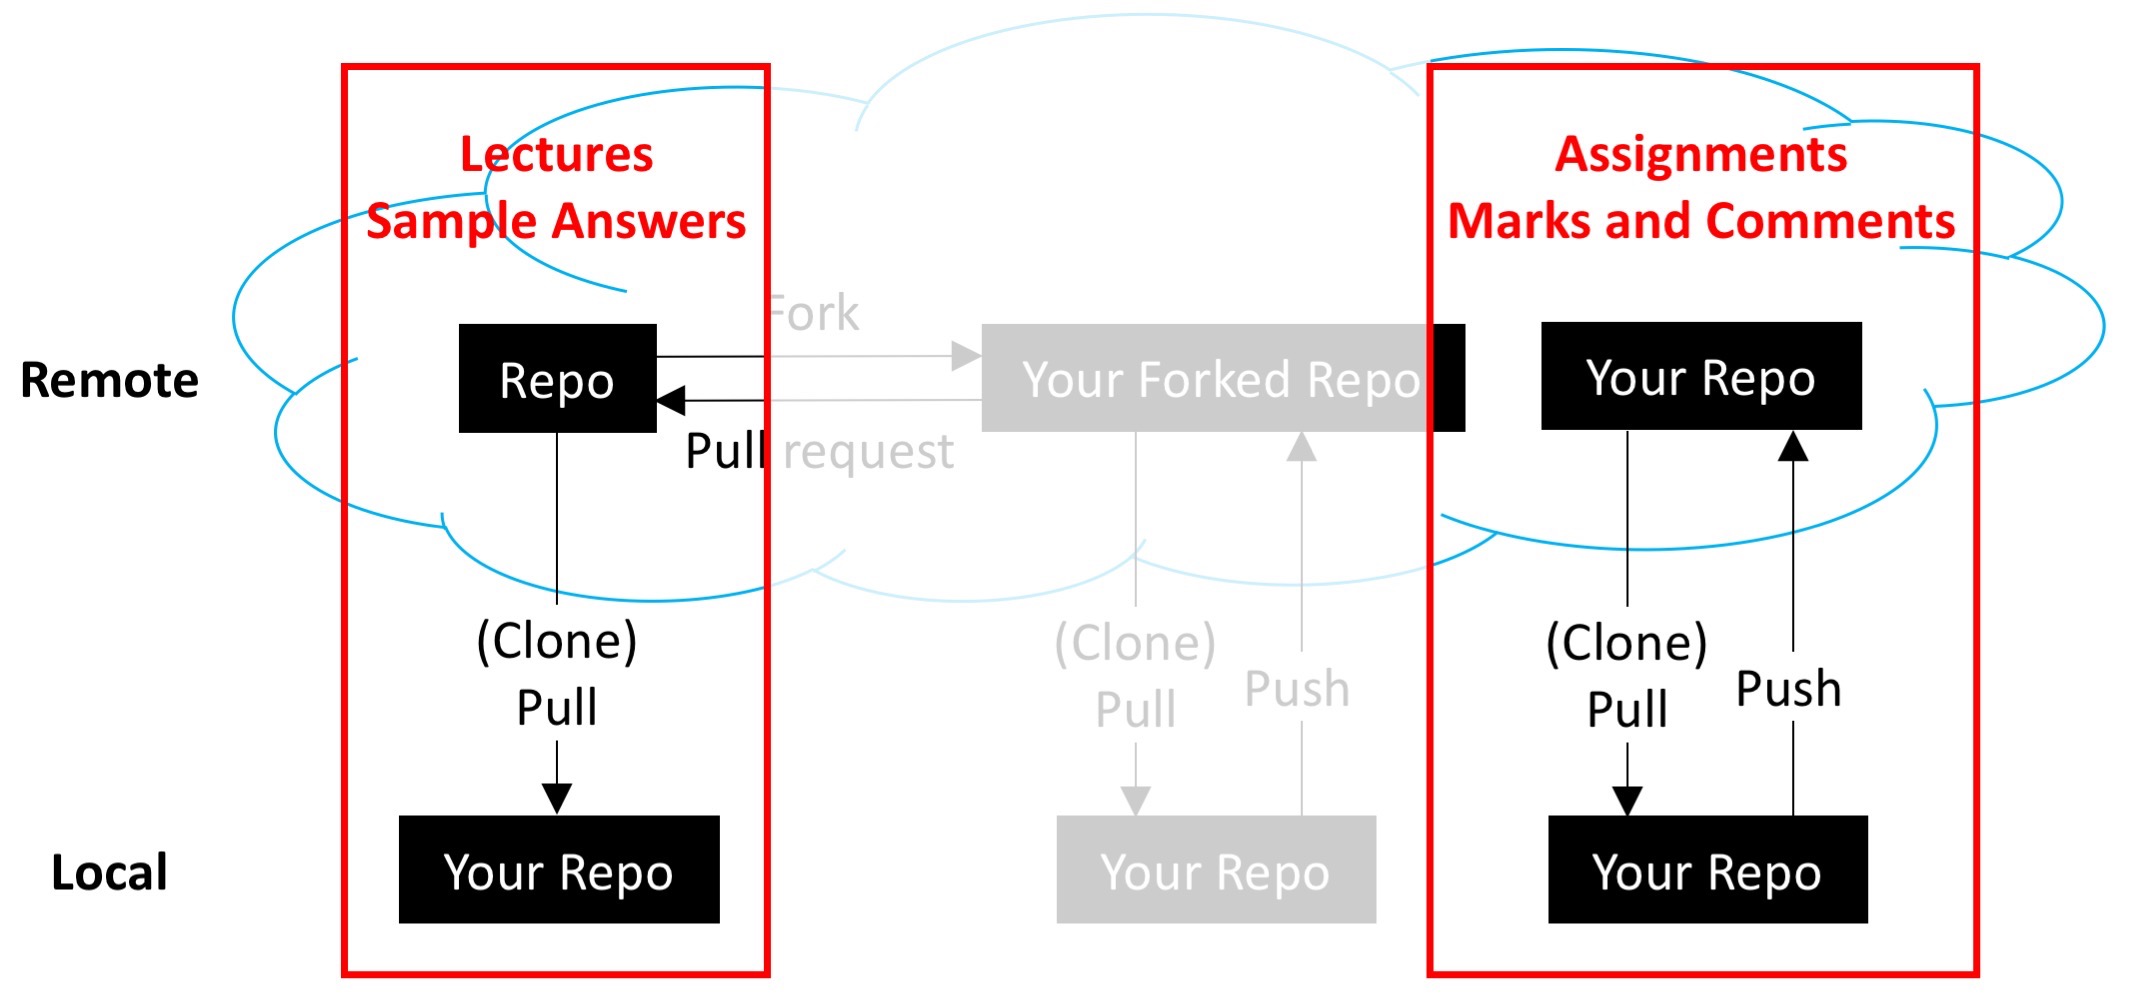 Lectures
Sample Answers
Assignments
Marks and Comments
Fork
Remote
Repo
Your Forked Repo
Your Repo
Pull request
(Clone)
Pull
(Clone)
Pull
Push
(Clone)
Pull
Push
Local
Your Repo
Your Repo
Your Repo